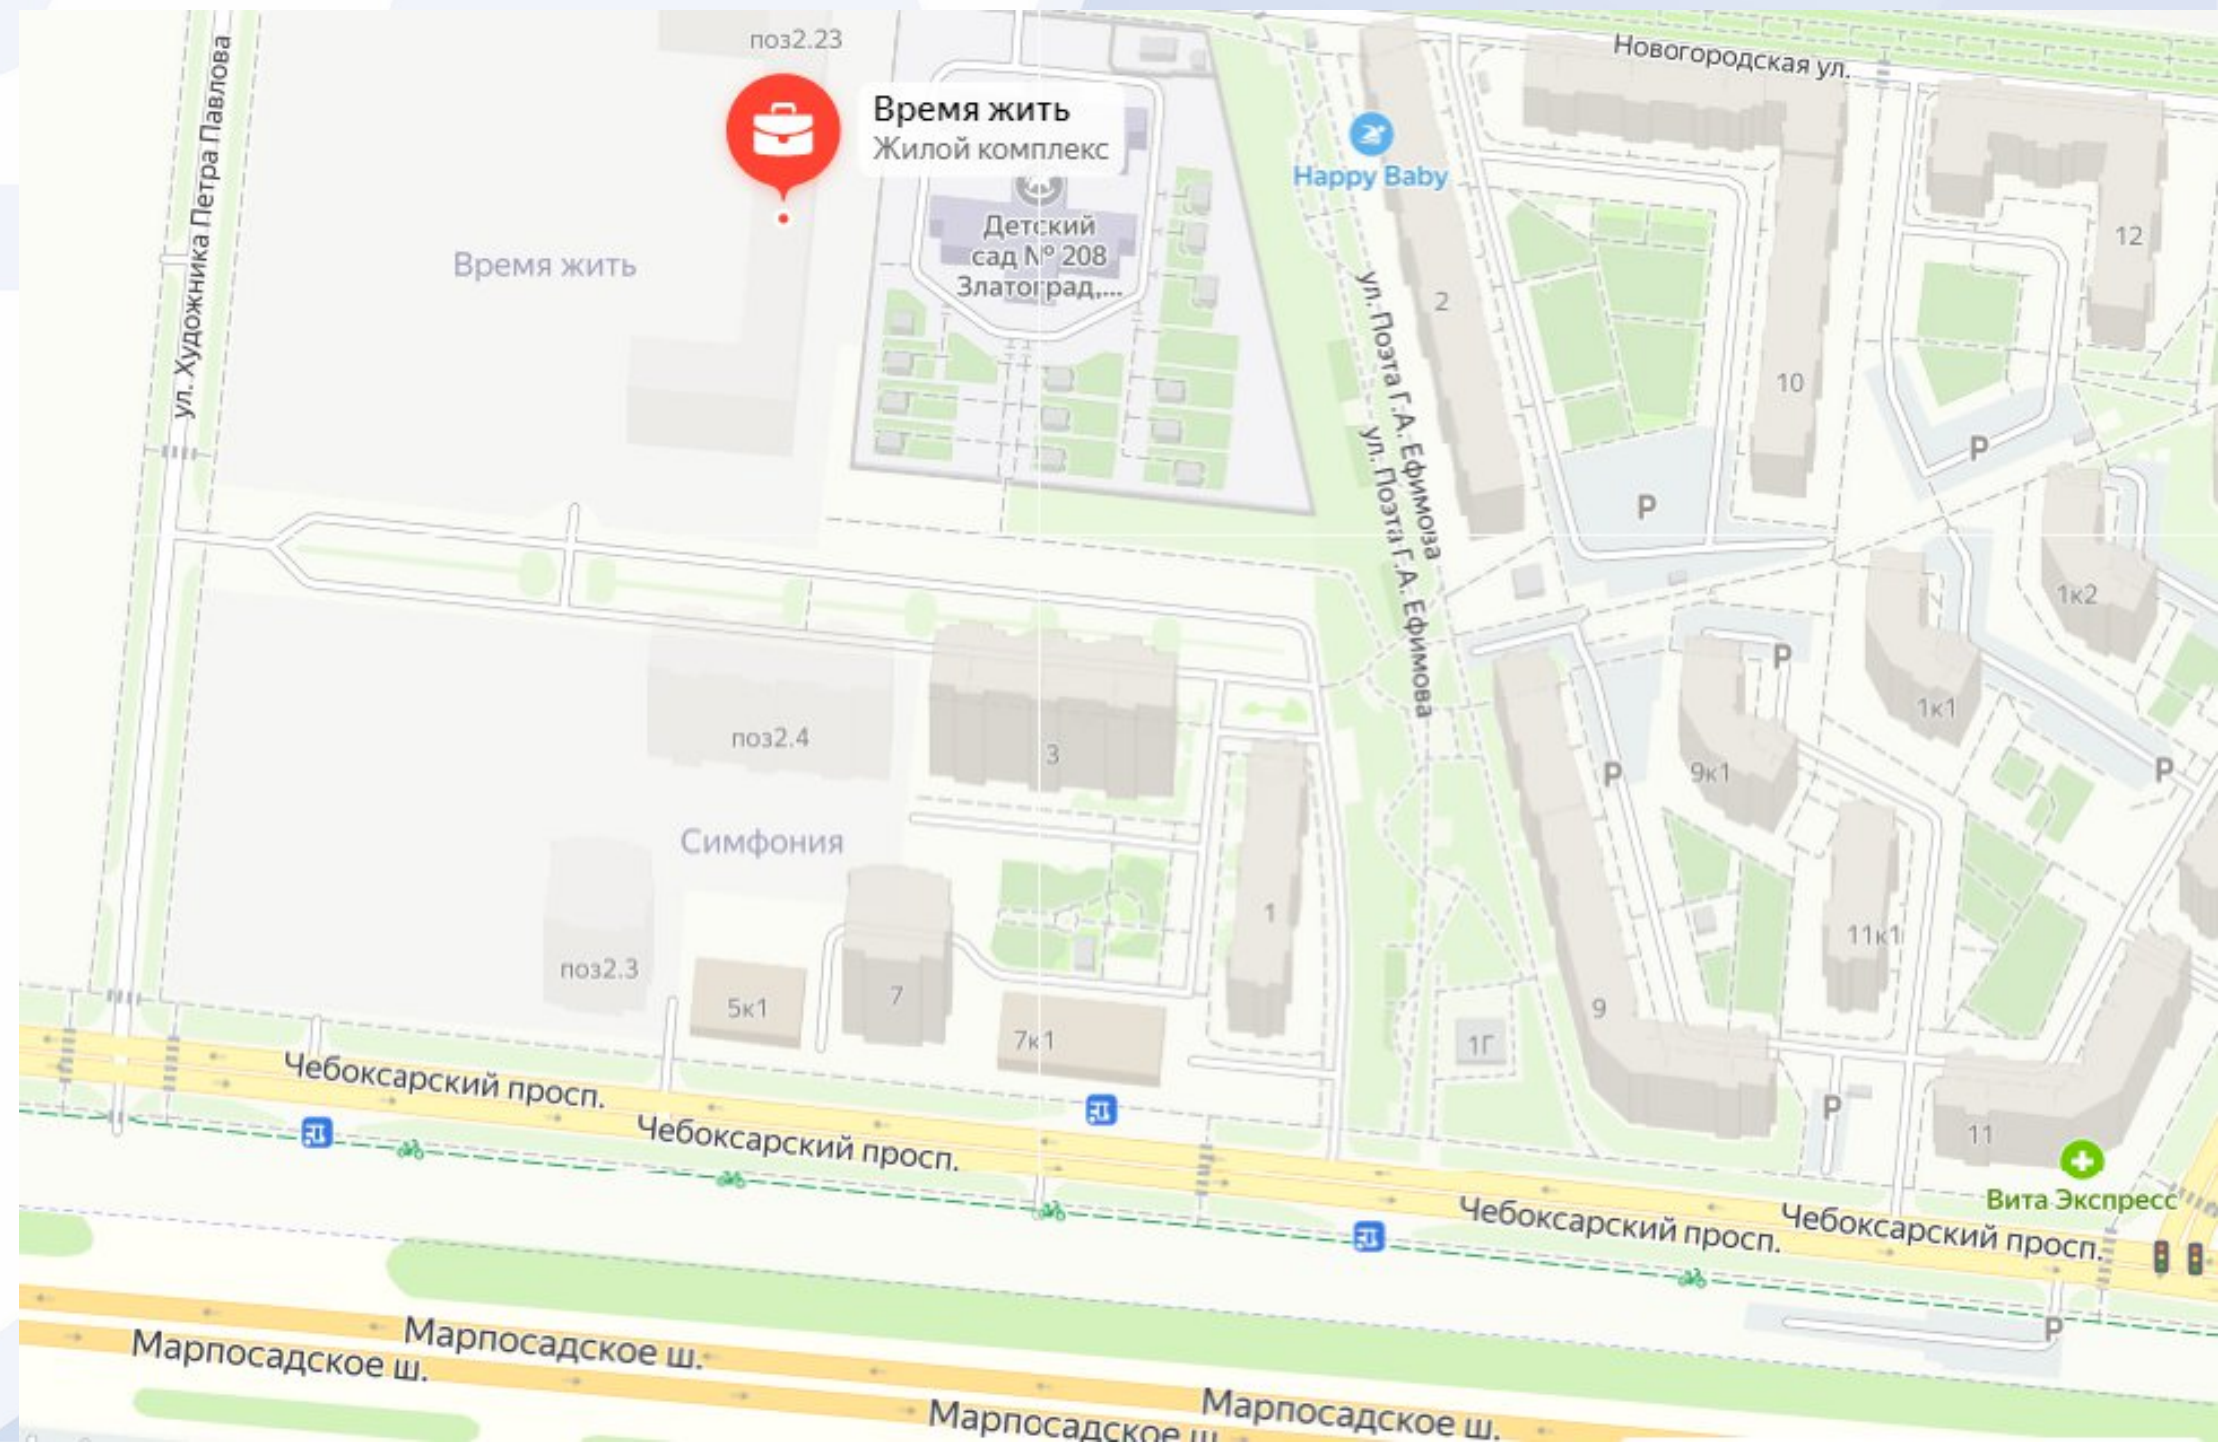 поз2.23
Новогородская ул.
ул. Художника Петра Павлова
Время жить
Жилой комплекс
Happy Baby
Детский
сад № 208
Златоград,...
Время жить
12
2
ул. Поэта Г.А. Ефимова
ул. Поэта Г.А. Ефимова
10
P
P
1к2
P
1к1
поз2.4
3
P
9к1
P
Симфония
1
11к1
поз2.3
5к1
7
9
7к1
1Г
Чебоксарский просп.
Чебоксарский просп.
P
11
Вита Экспресс
Чебоксарский просп.
Чебоксарский просп.
P
Марпосадское ш.
Марпосадское ш.
Марпосадское ш.
Марпосадское ш.